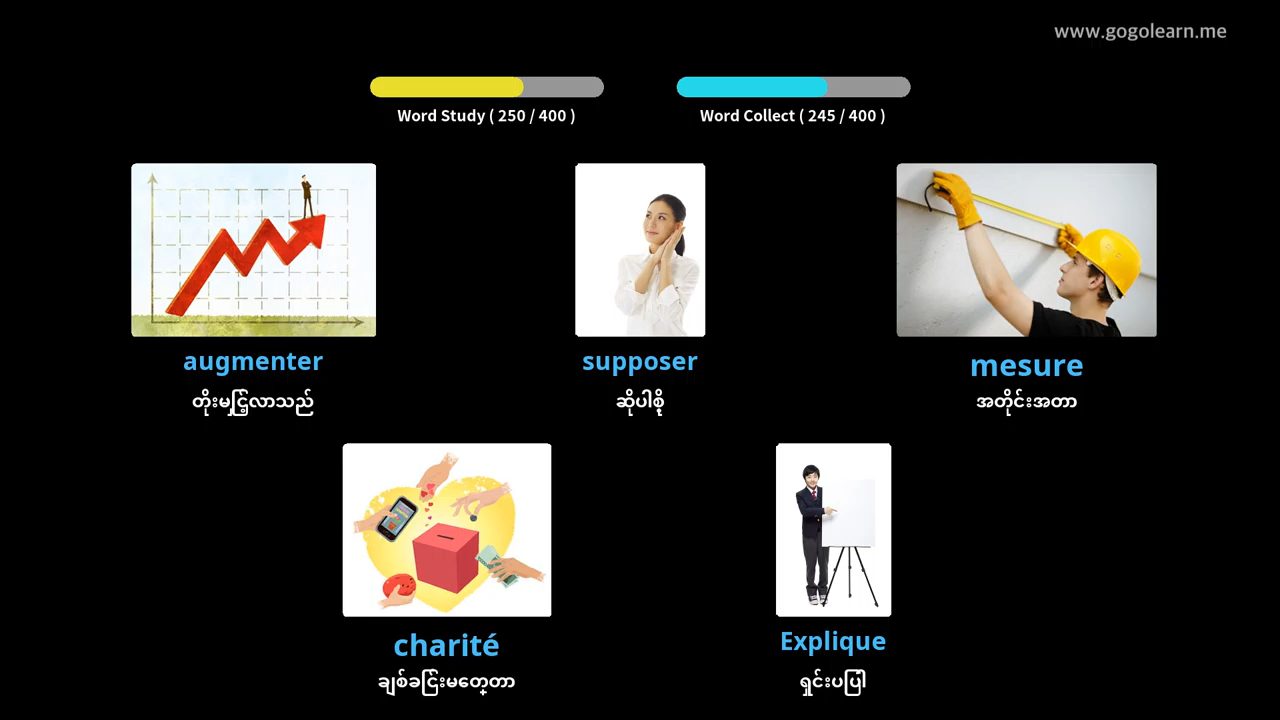 www.gogolearn.me
Word Study ( 250 / 400 )
Word Collect ( 245 / 400 )
augmenter
supposer
mesure
တိုးမြှင့်လာသည်
ဆိုပါစို့
အတိုင်းအတာ
charité
Explique
ချစ်ခြင်းမေတ္တာ
ရှင်းပပြါ